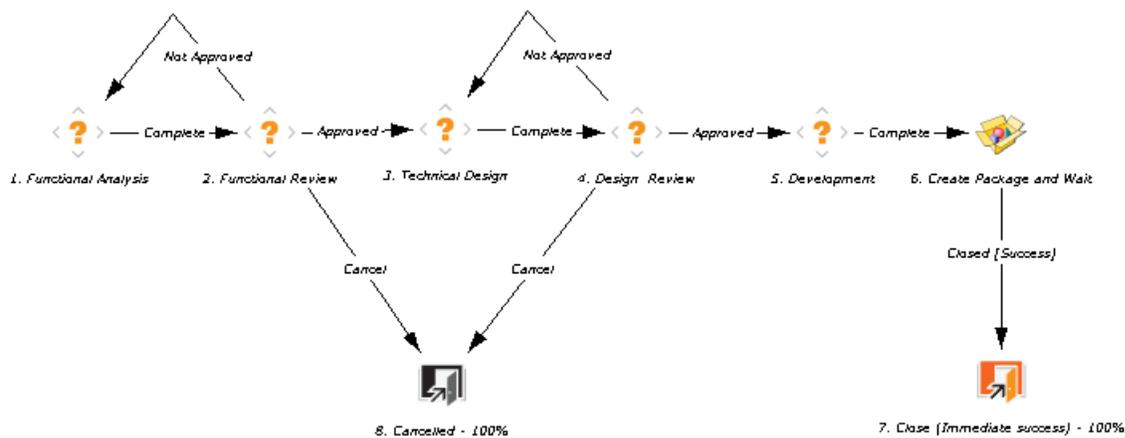 Not Approved
Not Approved
Complete
Approved
Complete
Approved
Complete
1. Functional Analysis
2. Functional Review
3. Technical Design
4. Design Review
5. Development
6. Create Package and Wait
Cancel
Cancel
Closed [Success]
8. Cancelled - 100%
7. Close (Immediate success) - 100%